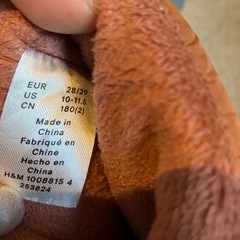 EUR 28/29
US 10-11.5
CN 180(2)
Made in
China
Fabriqué en
Chine
Hecho en
China
H&M 1008815 4
253824